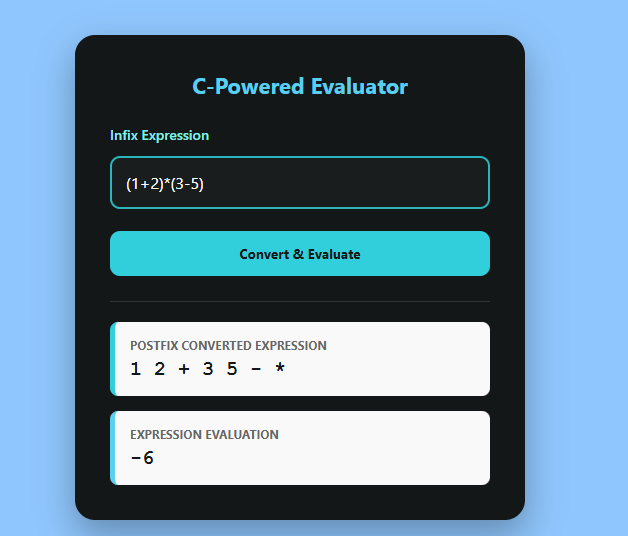 C-Powered Evaluator
Infix Expression
(1+2)*(3-5)
Convert & Evaluate
POSTFIX CONVERTED EXPRESSION
1 2 + 3 5 - *
EXPRESSION EVALUATION
-6